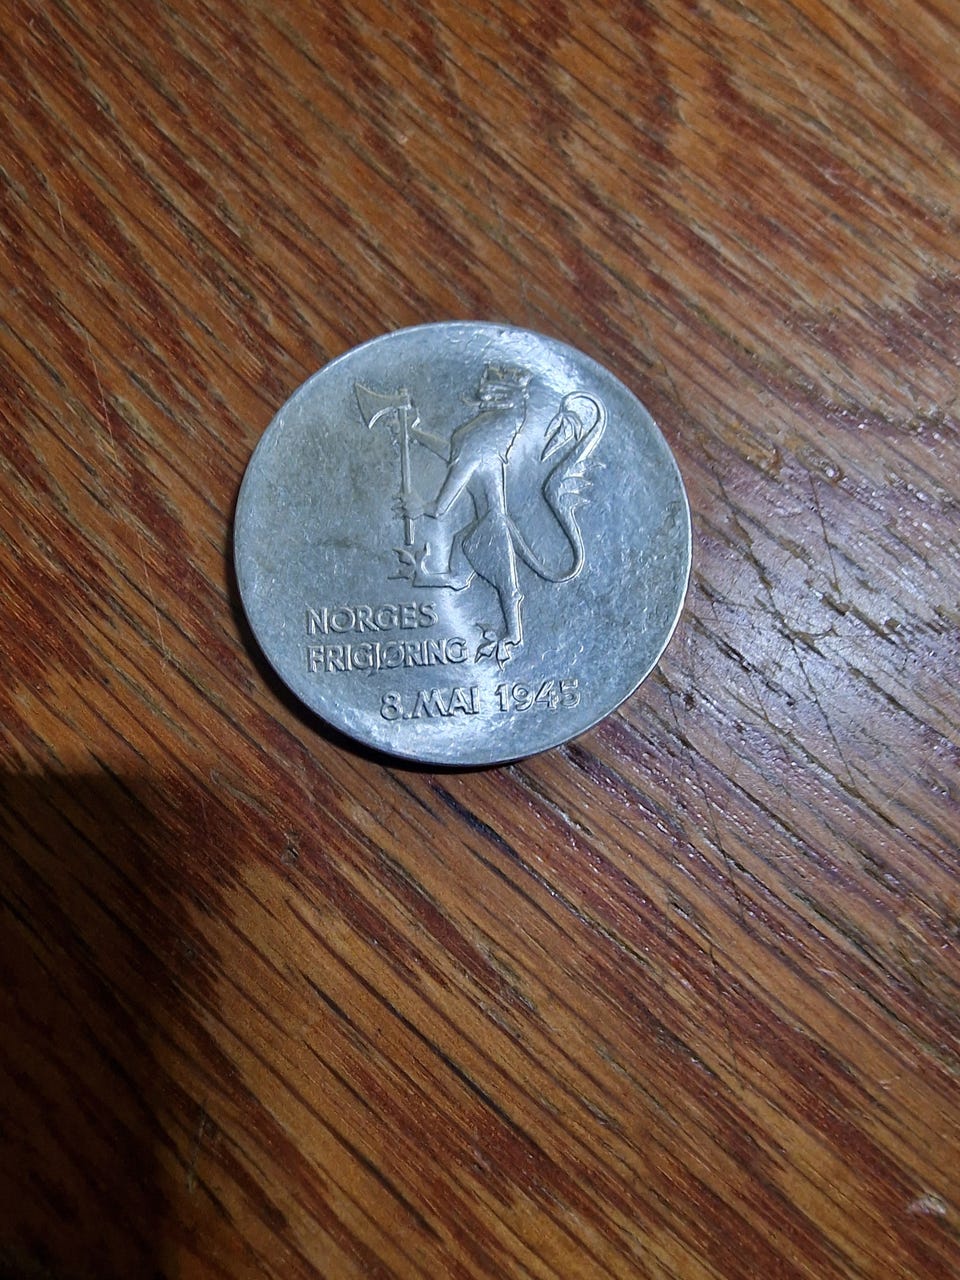 NORGES
FRIGJØRING
8. MAI 1945